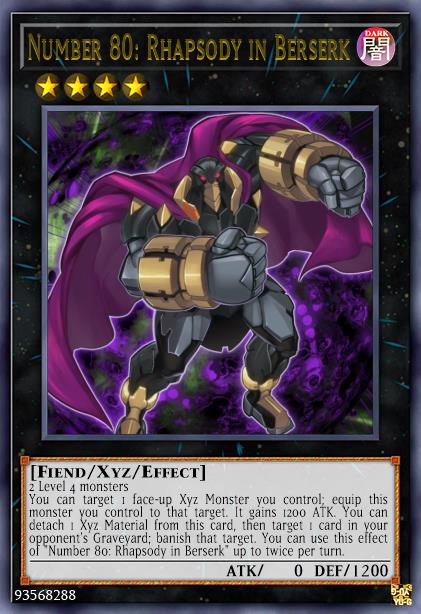 NUMBER 80: RHAPSODY IN BERSERK
DARK
闇
[FIEND/XYZ/EFFECT]
2 Level 4 monsters
You can target 1 face-up Xyz Monster you control; equip this
monster you control to that target. It gains 1200 ATK. You can
detach 1 Xyz Material from this card, then target 1 card in your
opponent's Graveyard; banish that target. You can use this effect
of "Number 80: Rhapsody in Berserk" up to twice per turn.
ATK/ 0 DEF/1200
93568288